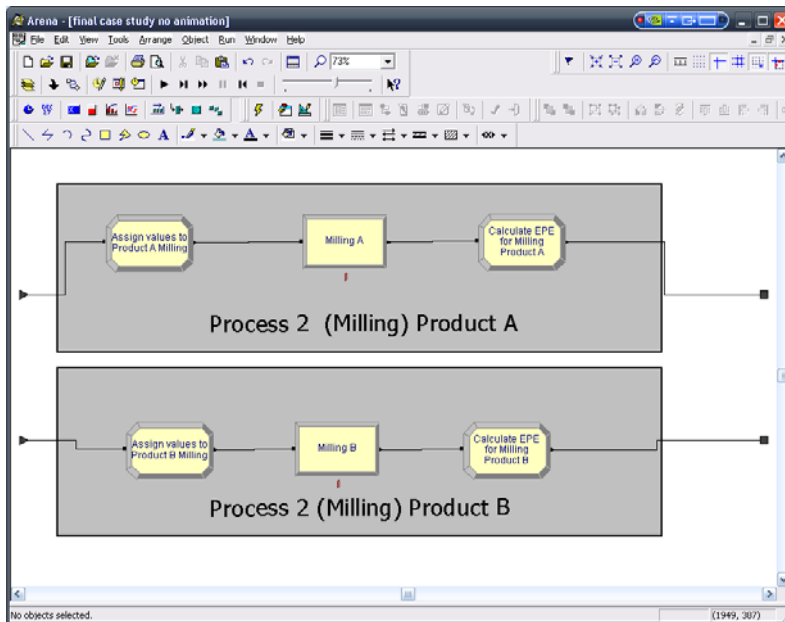 Arena - [final case study no animation]
File Edit View Tools Arrange Object Run Window Help
73%
Assign values to
Product A Milling
Milling A
Calculate EPE
for Milling
Product A
Process 2 (Milling) Product A
Assign values to
Product B Milling
Milling B
Calculate EPE
for Milling
Product B
Process 2 (Milling) Product B
No objects selected.
(1949, 387)